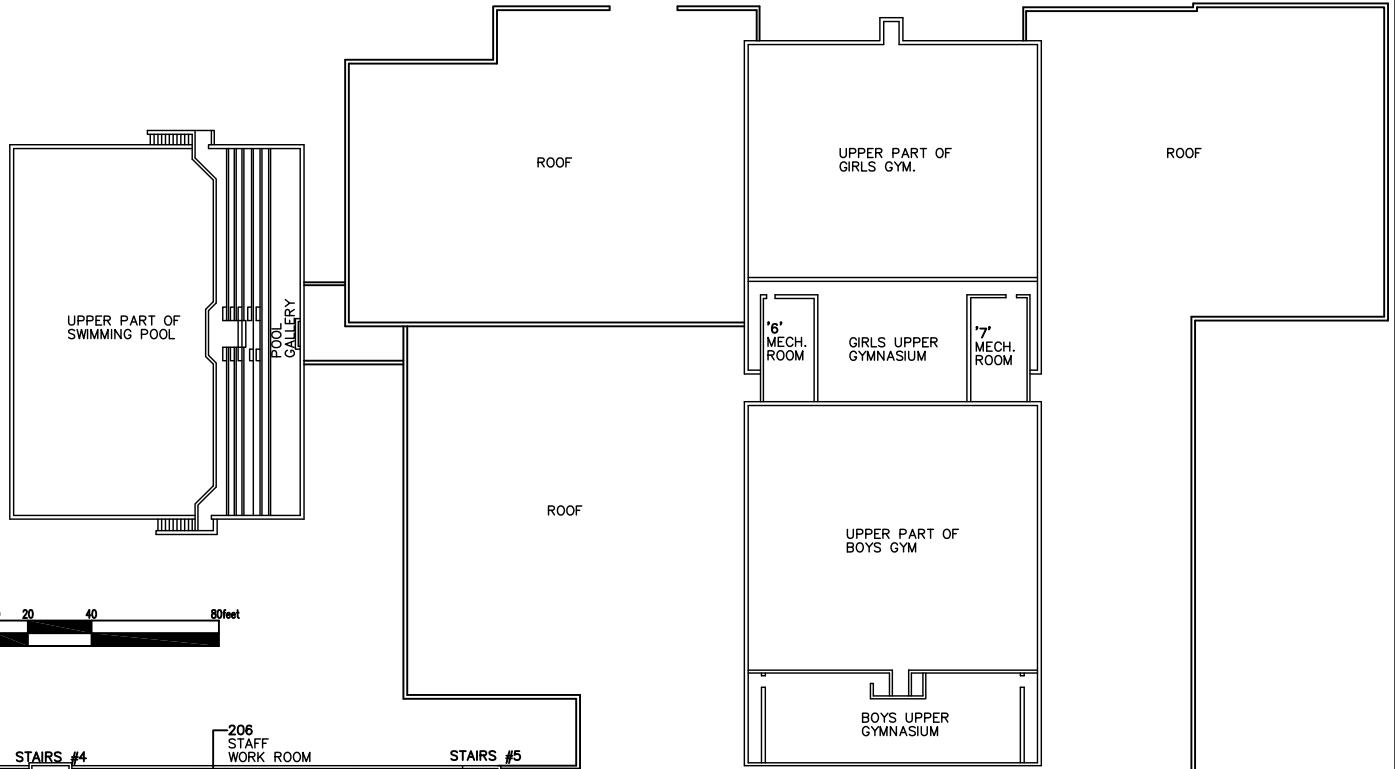 ROOF
UPPER PART OF
GIRLS GYM.
ROOF
UPPER PART OF
SWIMMING POOL
POOL
GALLERY
'6'
MECH.
ROOM
GIRLS UPPER
GYMNASIUM
'7'
MECH.
ROOM
ROOF
UPPER PART OF
BOYS GYM
20 40 80feet
BOYS UPPER
GYMNASIUM
206
STAFF
WORK ROOM
STAIRS #4
STAIRS #5